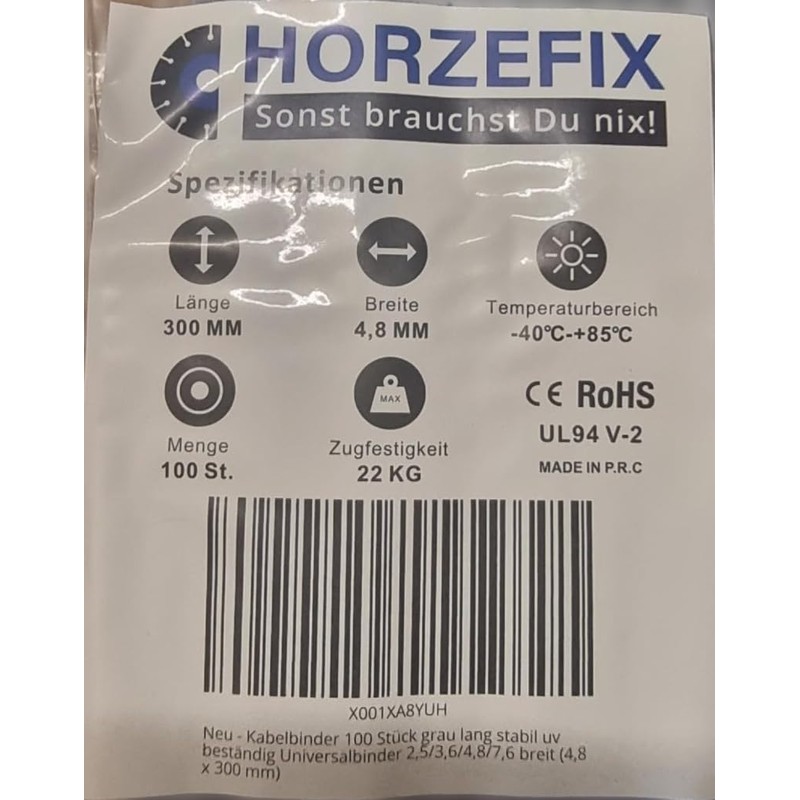 HORZEFIX
Sonst brauchst Du nix!
Spezifikationen
Länge
300 MM
Breite
4,8 MM
Temperaturbereich
-40℃-+85℃
Menge
100 St.
MAX
Zugfestigkeit
22 KG
CE RoHS
UL94 V-2
MADE IN P.R.C
X001XA8YUH
Neu - Kabelbinder 100 Stück grau lang stabil uv
beständig Universalbinder 2,5/3,6/4,8/7,6 breit (4,8
x 300 mm)